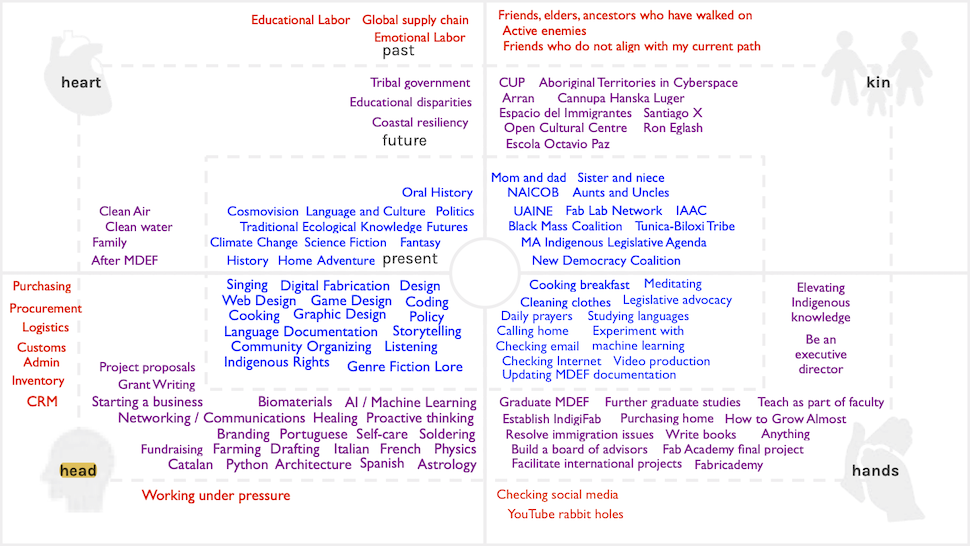 Educational Labor Global supply chain
Emotional Labor
past
heart
Tribal government
Educational disparities
Coastal resiliency
future
Oral History
Clean Air
Clean water
Family
After MDEF
Cosmovision Language and Culture Politics
Traditional Ecological Knowledge Futures
Climate Change Science Fiction Fantasy
History Home Adventure present
Friends, elders, ancestors who have walked on
Active enemies
Friends who do not align with my current path
kin
CUP Aboriginal Territories in Cyberspace
Arran Cannupa Hanska Luger
Espacio del Immigrantes Santiago X
Open Cultural Centre Ron Eglash
Escola Octavio Paz
Mom and dad Sister and niece
NAICOB Aunts and Uncles
UAINE Fab Lab Network IAAC
Black Mass Coalition Tunica-Biloxi Tribe
MA Indigenous Legislative Agenda
New Democracy Coalition
Purchasing
Procurement
Logistics
Customs
Admin
Inventory
CRM
Singing Digital Fabrication Design
Web Design Game Design Coding
Cooking Graphic Design Policy
Language Documentation Storytelling
Community Organizing Listening
Indigenous Rights Genre Fiction Lore
Project proposals
Grant Writing
Starting a business Biomaterials AI / Machine Learning
Networking / Communications Healing Proactive thinking
Branding Portuguese Self-care Soldering
Fundraising Farming Drafting Italian French Physics
Catalan Python Architecture Spanish Astrology
head
Working under pressure
Cooking breakfast Meditating
Cleaning clothes Legislative advocacy
Daily prayers Studying languages
Calling home Experiment with
Checking email machine learning
Checking Internet Video production
Updating MDEF documentation
Elevating
Indigenous
knowledge
Be an
executive
director
Graduate MDEF Further graduate studies Teach as part of faculty
Establish IndigiFab Purchasing home How to Grow Almost
Resolve immigration issues Write books Anything
Build a board of advisors Fab Academy final project
Facilitate international projects Fabricademy
hands
Checking social media
YouTube rabbit holes